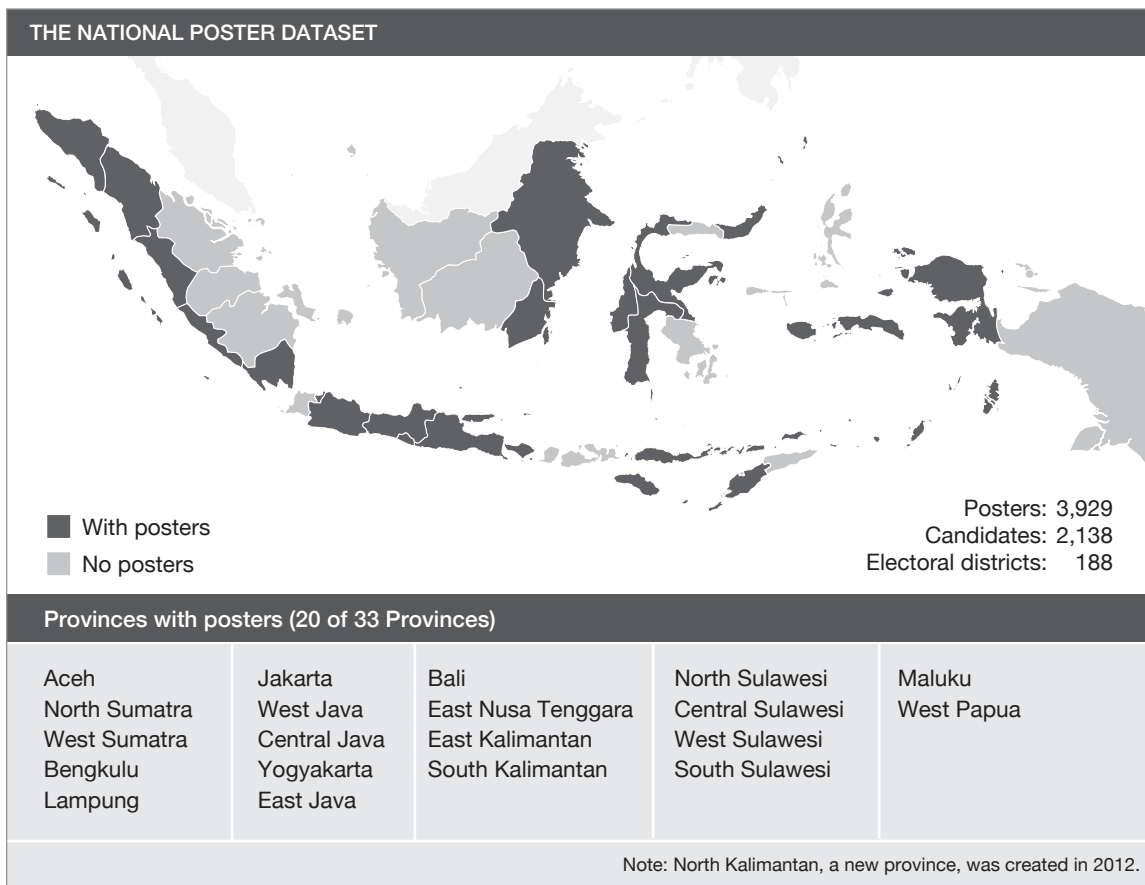 THE NATIONAL POSTER DATASET
With posters
No posters
Posters: 3,929
Candidates: 2,138
Electoral districts: 188
Provinces with posters (20 of 33 Provinces)
Aceh
North Sumatra
West Sumatra
Bengkulu
Lampung
Jakarta
West Java
Central Java
Yogyakarta
East Java
Bali
East Nusa Tenggara
East Kalimantan
South Kalimantan
North Sulawesi
Central Sulawesi
West Sulawesi
South Sulawesi
Maluku
West Papua
Note: North Kalimantan, a new province, was created in 2012.